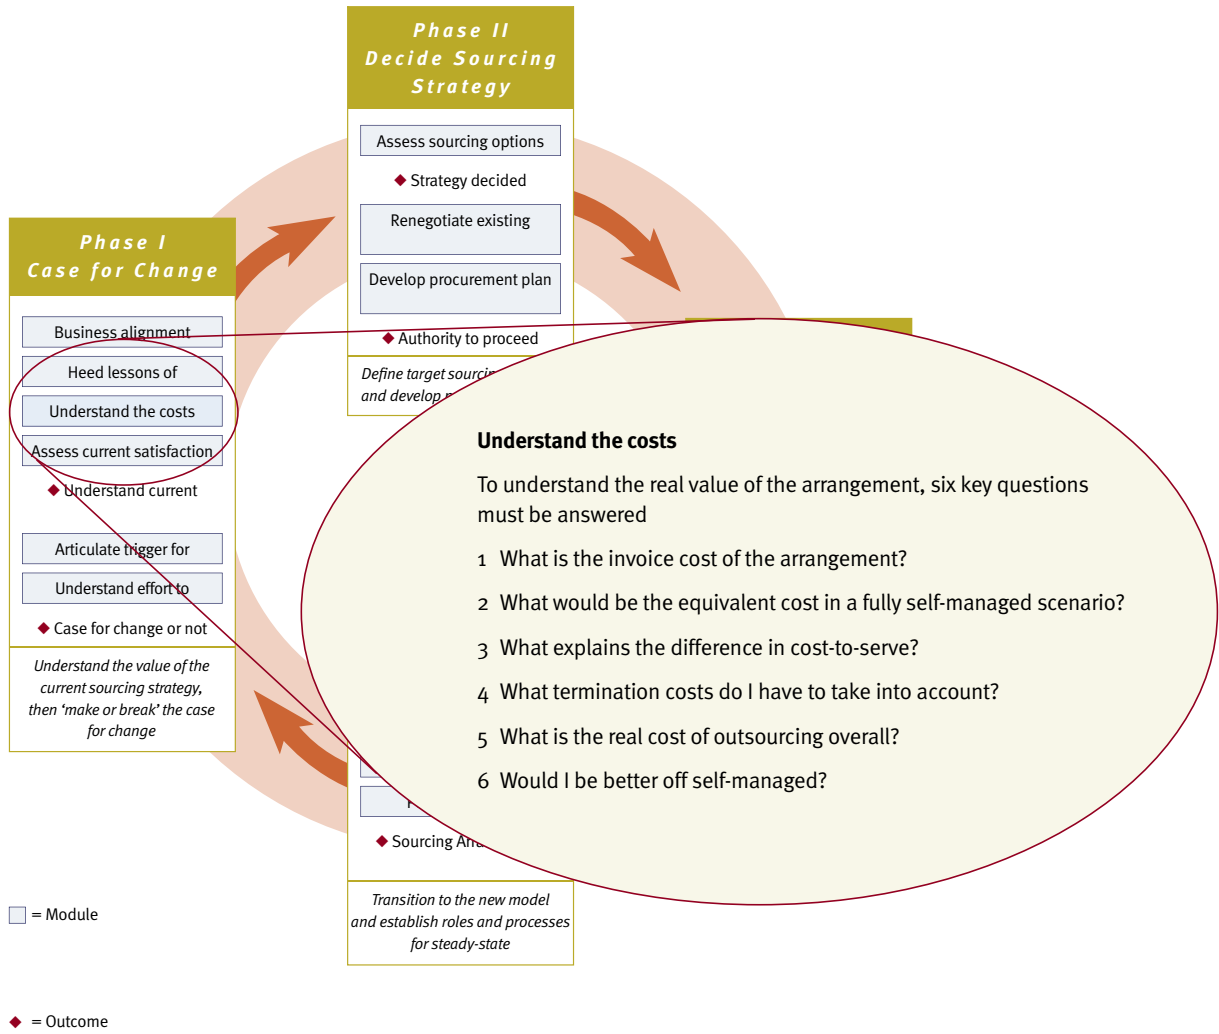 Phase II
Decide Sourcing
Strategy
Assess sourcing options
◆ Strategy decided
Renegotiate existing
Develop procurement plan
◆ Authority to proceed
Define target
and develop
Phase I
Case for Change
Business alignment
Heed lessons of
Understand the costs
Assess current satisfaction
◆ Understand current
Articulate trigger for
Understand effort to
◆ Case for change or not
Understand the value of the
current sourcing strategy,
then ‘make or break’ the case
for change
Understand the costs
To understand the real value of the arrangement, six key questions
must be answered
1 What is the invoice cost of the arrangement?
2 What would be the equivalent cost in a fully self-managed scenario?
3 What explains the difference in cost-to-serve?
4 What termination costs do I have to take into account?
5 What is the real cost of outsourcing overall?
6 Would I be better off self-managed?
◆ Sourcing
Transition to the new model
and establish roles and processes
for steady-state
= Module
◆ = Outcome